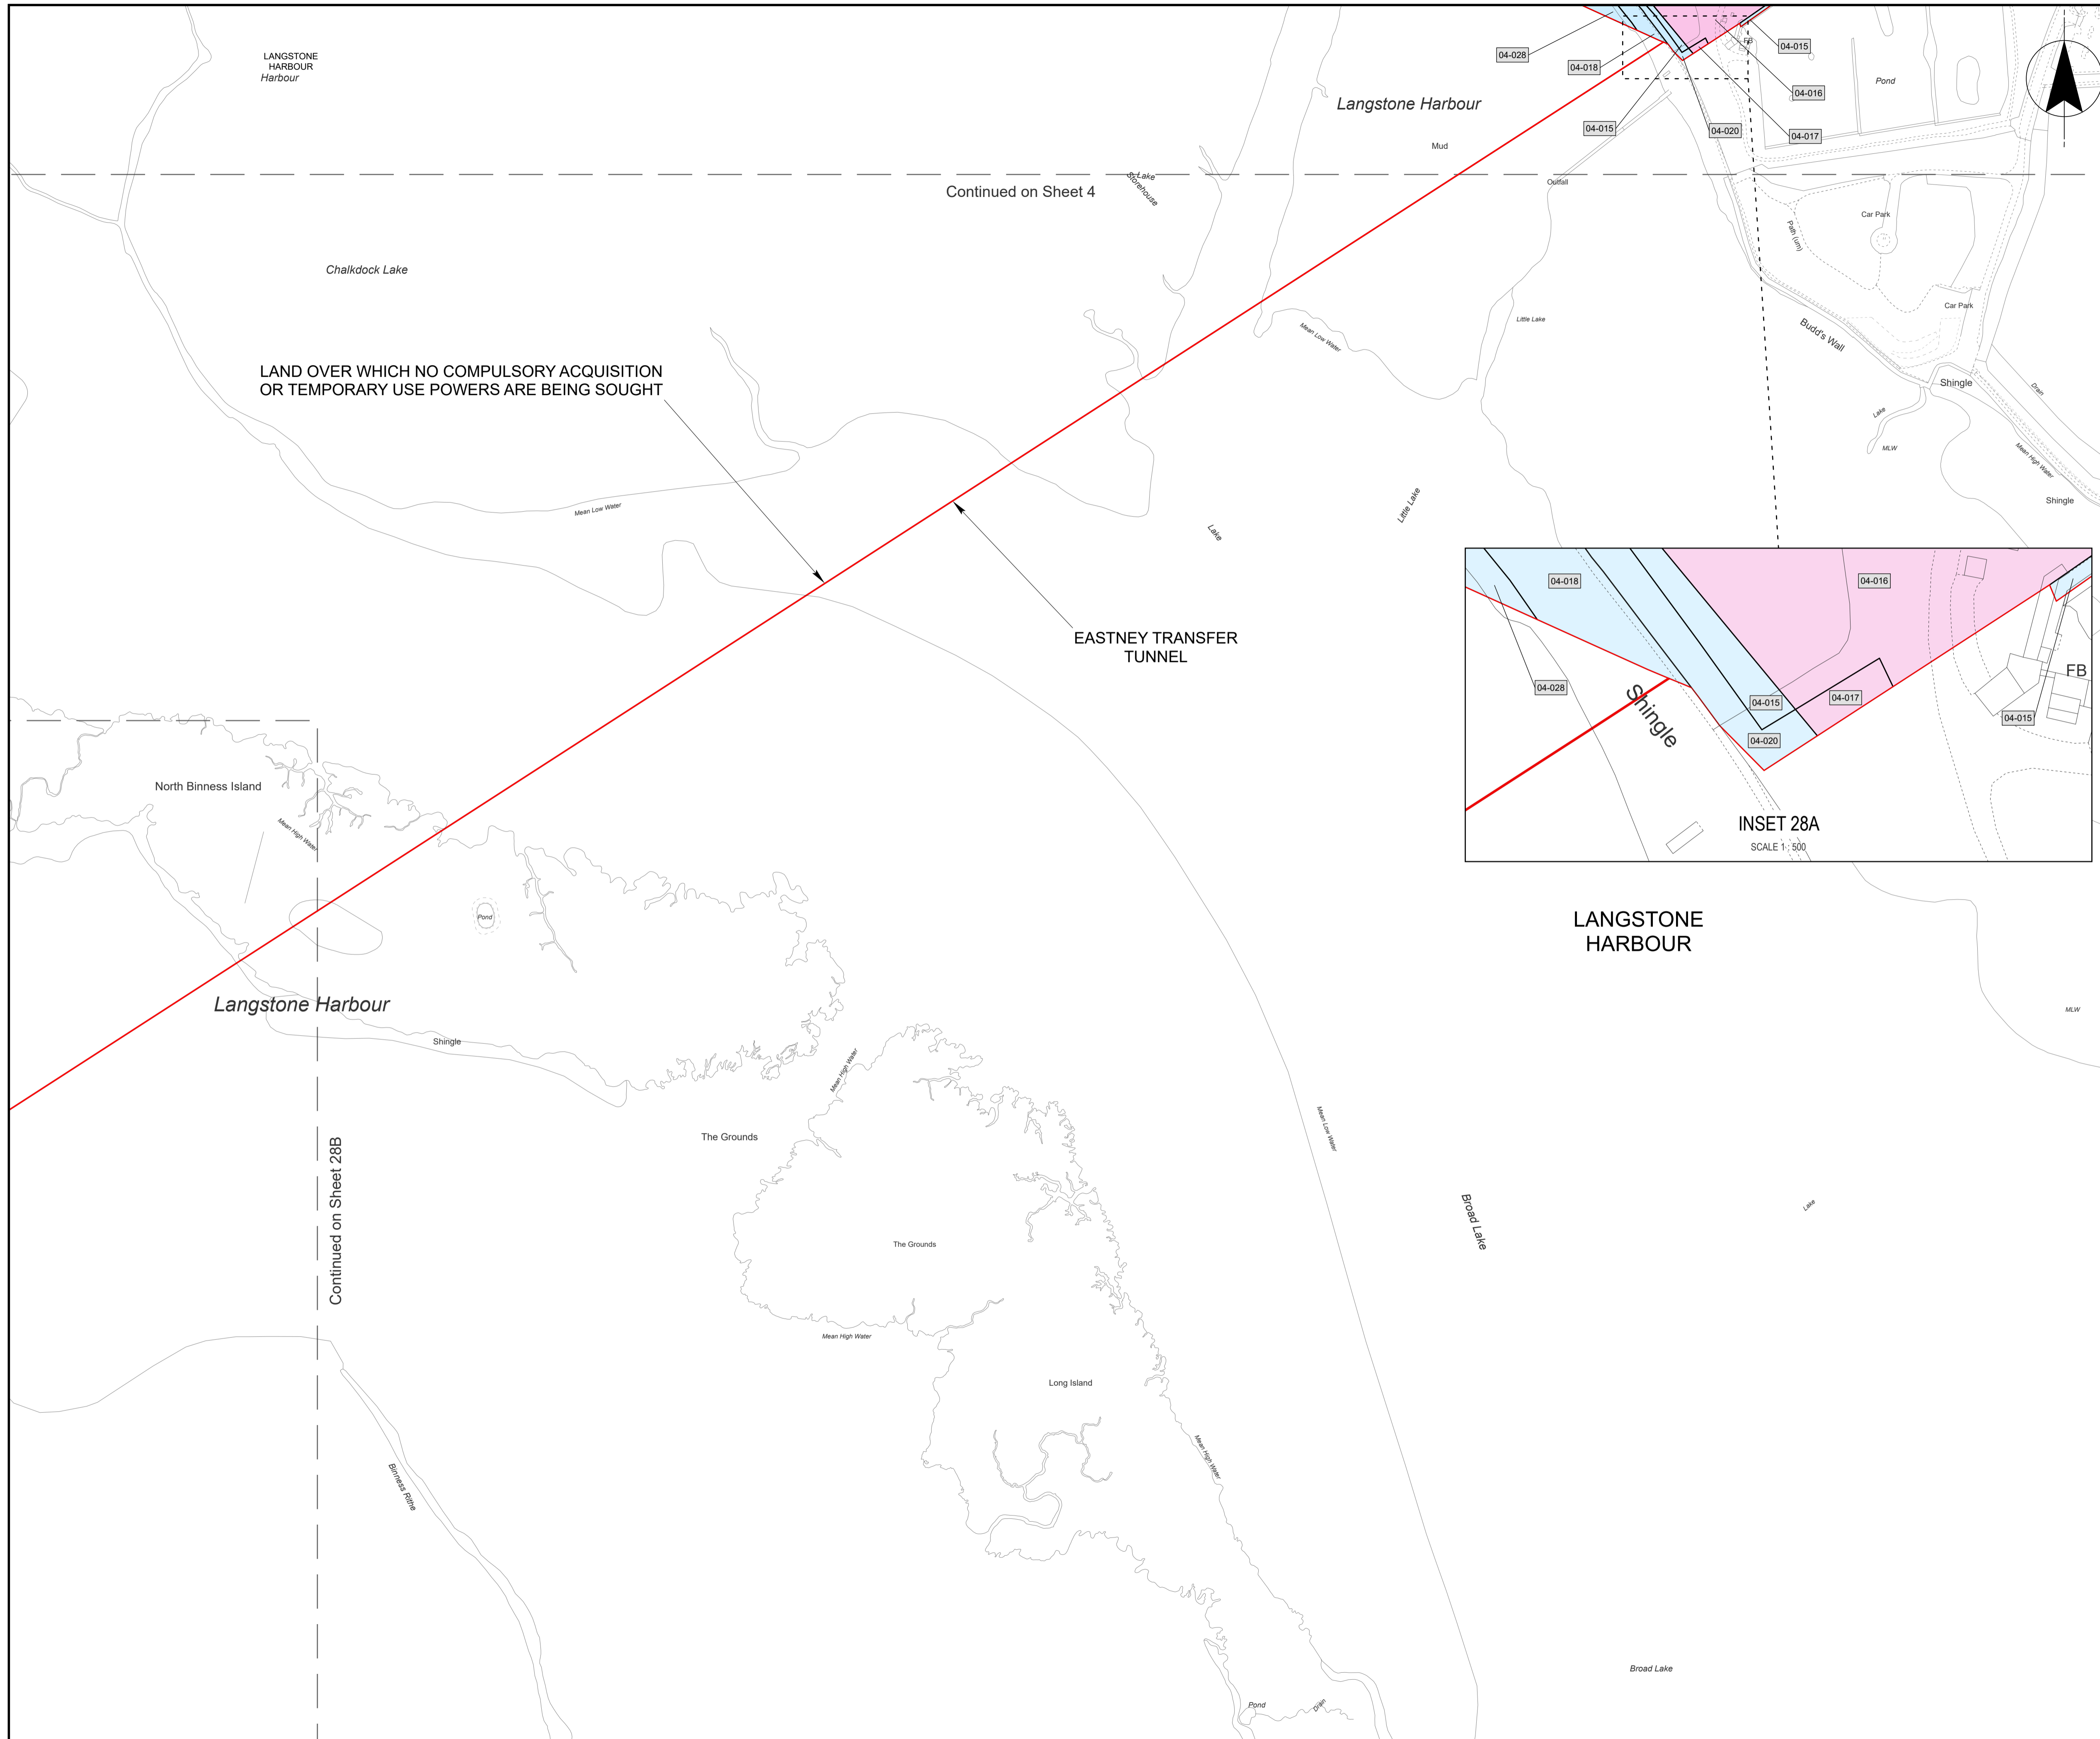 LANGSTONE
HARBOUR
Harbour
04-028
04-018
FB
04-015
04-016
Pond
Langstone Harbour
04-015
04-020
04-017
Mud
Lake
Storehouse
Continued on Sheet 4
Outfall
Car Park
Path (um)
Chalkdock Lake
Car Park
Little Lake
Mean Low Water
Budd's Wall
LAND OVER WHICH NO COMPULSORY ACQUISITION
OR TEMPORARY USE POWERS ARE BEING SOUGHT
Shingle
Drain
Lake
MLW
Mean High Water
Shingle
Mean Low Water
Little Lake
Lake
EASTNEY TRANSFER
TUNNEL
04-018
04-016
04-028
Shingle
04-015
04-017
04-020
FB
04-015
INSET 28A
SCALE 1 : 500
North Binness Island
Mean High Water
Pond
LANGSTONE
HARBOUR
Langstone Harbour
MLW
Shingle
Mean High Water
Mean Low Water
The Grounds
Continued on Sheet 28B
Broad Lake
Lake
The Grounds
Mean High Water
Long Island
Mean High Water
Binness Rithe
Broad Lake
Pond
Drain